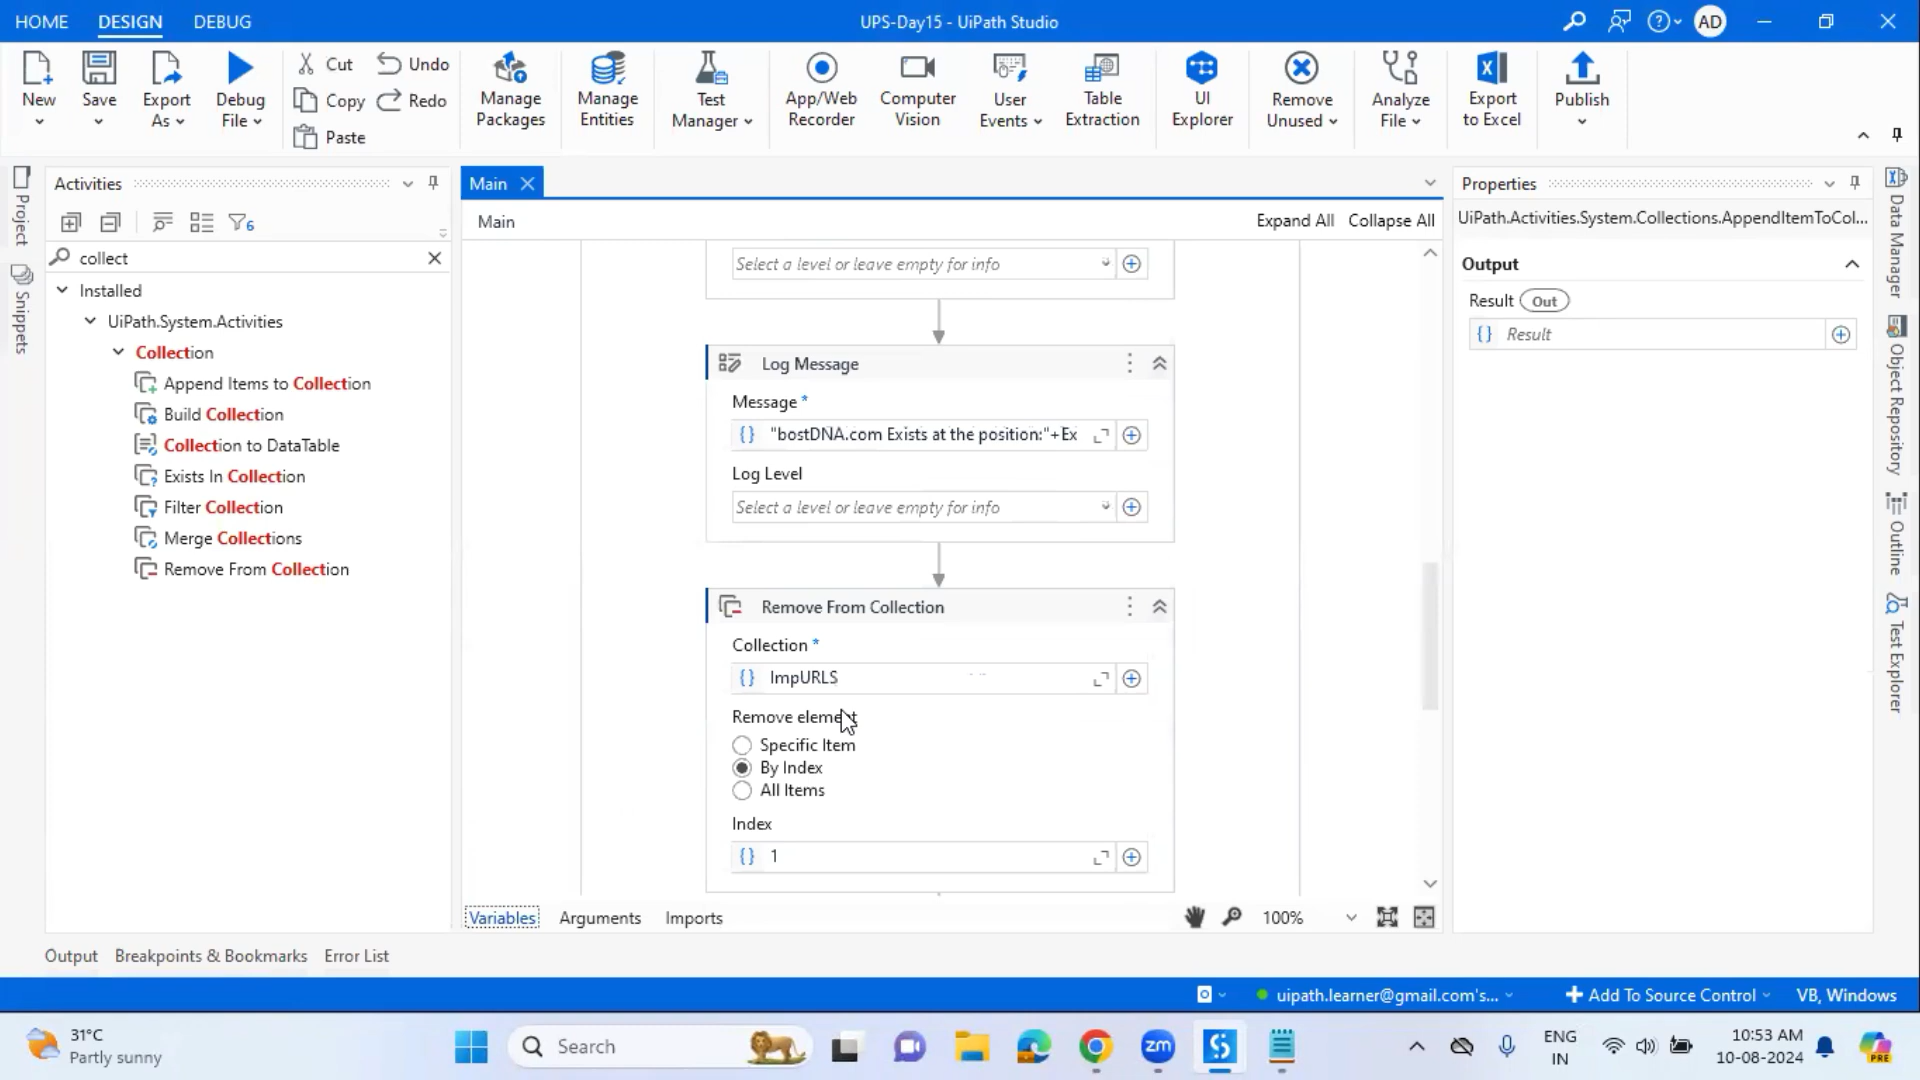 HOME DESIGN DEBUG
UPS-Day15 - UiPath Studio
AD
New
Save
Export
As
Debug
File
Cut
Copy
Paste
Undo
Redo
Manage
Packages
Manage
Entities
Test
Manager
App/Web
Recorder
Computer
Vision
User
Events
Table
Extraction
UI
Explorer
Remove
Unused
Analyze
File
Export
to Excel
Publish
Project
Snippets
Activities
6
collect
Installed
UiPath.System.Activities
Collection
Append Items to Collection
Build Collection
Collection to DataTable
Exists In Collection
Filter Collection
Merge Collections
Remove From Collection
Main
Main
Expand All Collapse All
Select a level or leave empty for info
Log Message
Message *
"bostDNA.com Exists at the position:"+Ex
Log Level
Select a level or leave empty for info
Remove From Collection
Collection *
ImpURLS
Remove element
Specific Item
By Index
All Items
Index
1
Variables Arguments Imports
100%
Properties
UiPath.Activities.System.Collections.AppendItemToCol...
Output
Result Out
Result
Data Manager
Object Repository
Outline
Test Explorer
Output Breakpoints & Bookmarks Error List
uipath.learner@gmail.com's...
Add To Source Control
VB, Windows
31°C
Partly sunny
Search
zm
ENG
IN
10:53 AM
10-08-2024
PRE